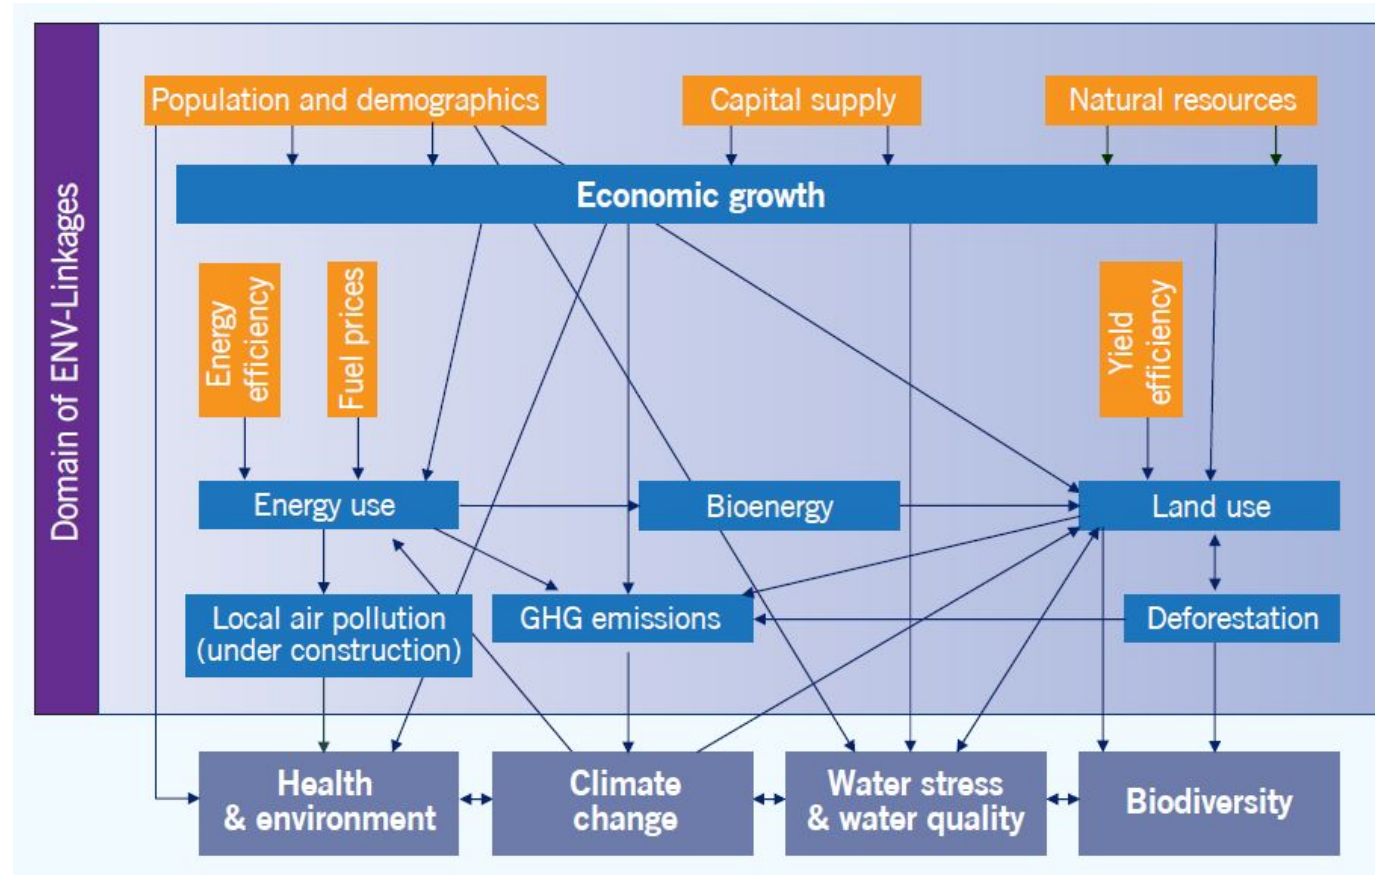 Domain of ENV-Linkages
Population and demographics
Capital supply
Natural resources
Economic growth
Energy
efficiency
Fuel prices
Yield
efficiency
Energy use
Bioenergy
Land use
Local air pollution
(under construction)
GHG emissions
Deforestation
Health
& environment
Climate
change
Water stress
& water quality
Biodiversity